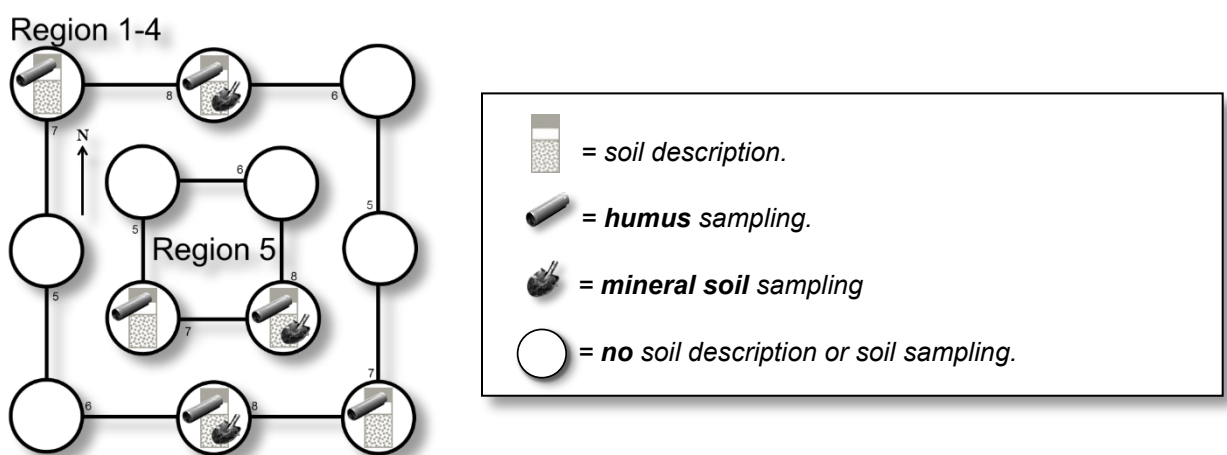 Region 1-4
8
6
7
N
6
5
5
Region 5
8
5
7
7
6
8
= soil description.
= humus sampling.
= mineral soil sampling
= no soil description or soil sampling.